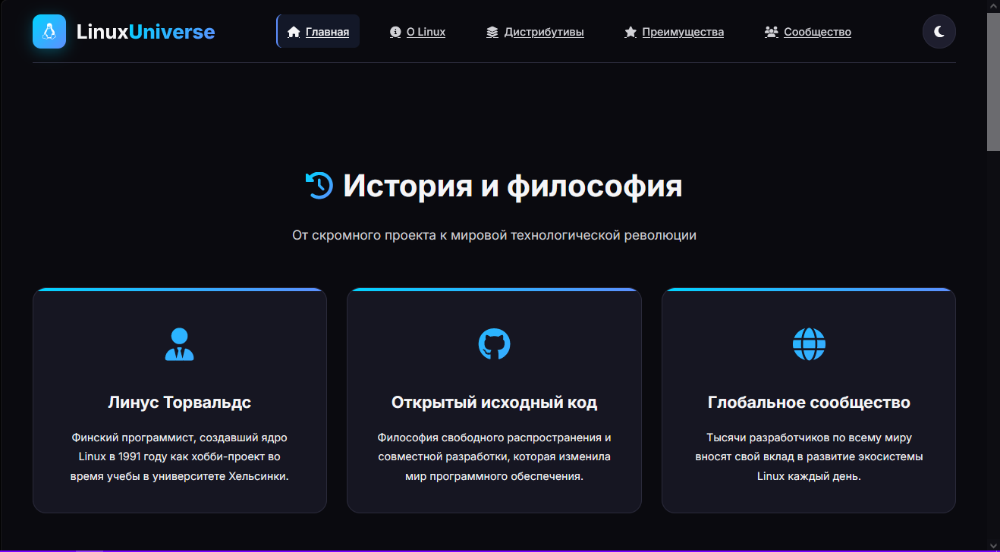 LinuxUniverse
Главная
О Linux
Дистрибутивы
Преимущества
Сообщество
История и философия
От скромного проекта к мировой технологической революции
Линус Торвальдс
Финский программист, создавший ядро
Linux в 1991 году как хобби-проект во
время учебы в университете Хельсинки.
Открытый исходный код
Философия свободного распространения и
совместной разработки, которая изменила
мир программного обеспечения.
Глобальное сообщество
Тысячи разработчиков по всему миру
вносят свой вклад в развитие экосистемы
Linux каждый день.